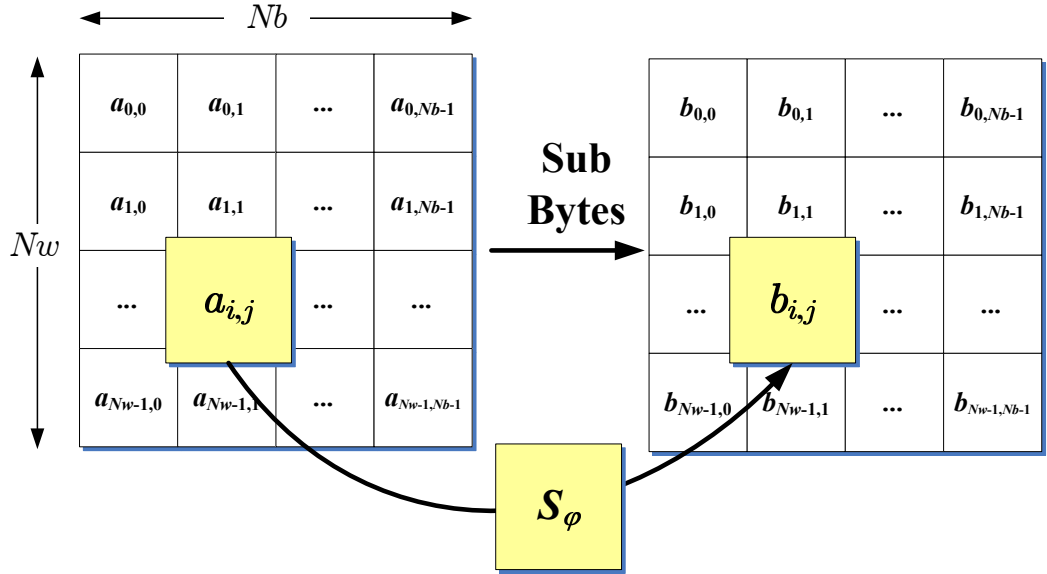 Nb
a0,0 a0,1 ... a0,Nb-1
b0,0 b0,1 ... b0,Nb-1
Sub
Bytes
a1,0 a1,1 ... a1,Nb-1
b1,0 b1,1 ... b1,Nb-1
Nw
... ai,j ... ...
... bi,j ... ...
aNw-1,0 aNw-1,1 ... aNw-1,Nb-1
bNw-1,0 bNw-1,1 ... bNw-1,Nb-1
Sφ